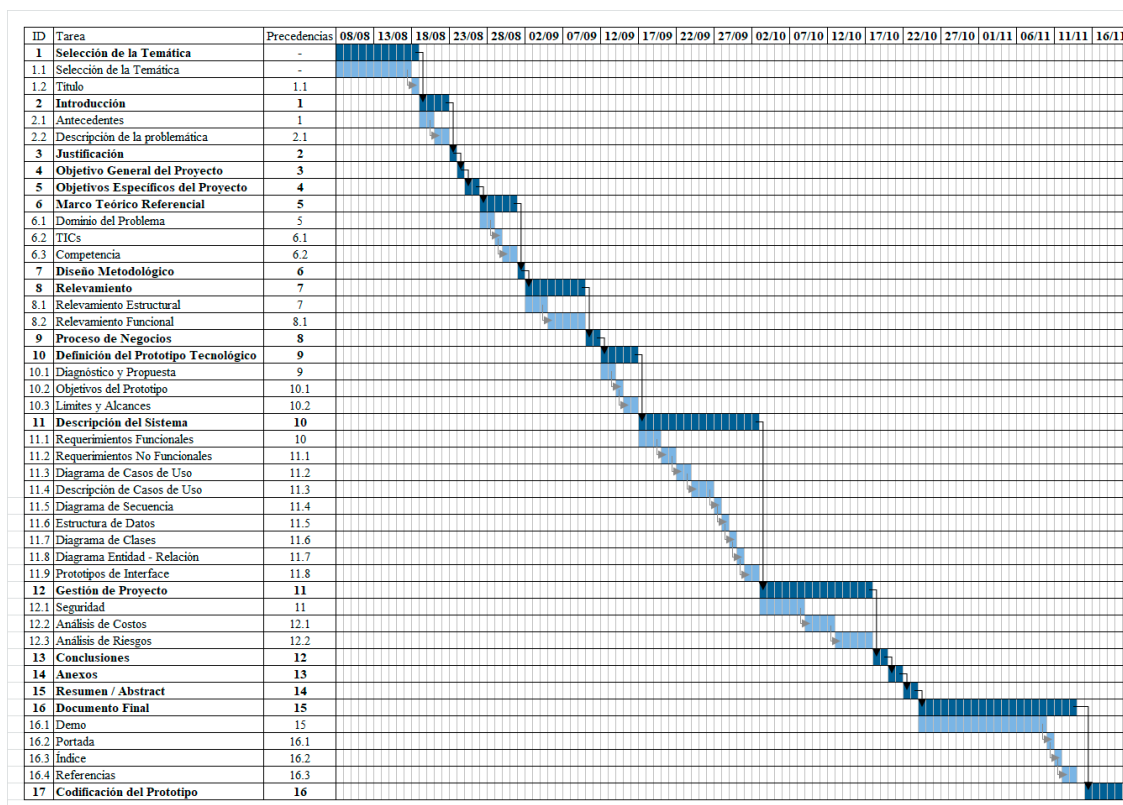 ID Tarea Precedencias 08/08 13/08 18/08 23/08 28/08 02/09 07/09 12/09 17/09 22/09 27/09 02/10 07/10 12/10 17/10 22/10 27/10 01/11 06/11 11/11 16/11
1 Selección de la Temática -
1.1 Selección de la Temática -
1.2 Titulo 1.1
2 Introducción 1
2.1 Antecedentes 1
2.2 Descripción de la problemática 2.1
3 Justificación 2
4 Objetivo General del Proyecto 3
5 Objetivos Específicos del Proyecto 4
6 Marco Teórico Referencial 5
6.1 Dominio del Problema 5
6.2 TICs 6.1
6.3 Competencia 6.2
7 Diseño Metodológico 6
8 Relevamiento 7
8.1 Relevamiento Estructural 7
8.2 Relevamiento Funcional 8.1
9 Proceso de Negocios 8
10 Definición del Prototipo Tecnológico 9
10.1 Diagnóstico y Propuesta 9
10.2 Objetivos del Prototipo 10.1
10.3 Limites y Alcances 10.2
11 Descripción del Sistema 10
11.1 Requerimientos Funcionales 10
11.2 Requerimientos No Funcionales 11.1
11.3 Diagrama de Casos de Uso 11.2
11.4 Descripción de Casos de Uso 11.3
11.5 Diagrama de Secuencia 11.4
11.6 Estructura de Datos 11.5
11.7 Diagrama de Clases 11.6
11.8 Diagrama Entidad - Relación 11.7
11.9 Prototipos de Interface 11.8
12 Gestión de Proyecto 11
12.1 Seguridad 11
12.2 Análisis de Costos 12.1
12.3 Análisis de Riesgos 12.2
13 Conclusiones 12
14 Anexos 13
15 Resumen / Abstract 14
16 Documento Final 15
16.1 Demo 15
16.2 Portada 16.1
16.3 Índice 16.2
16.4 Referencias 16.3
17 Codificación del Prototipo 16